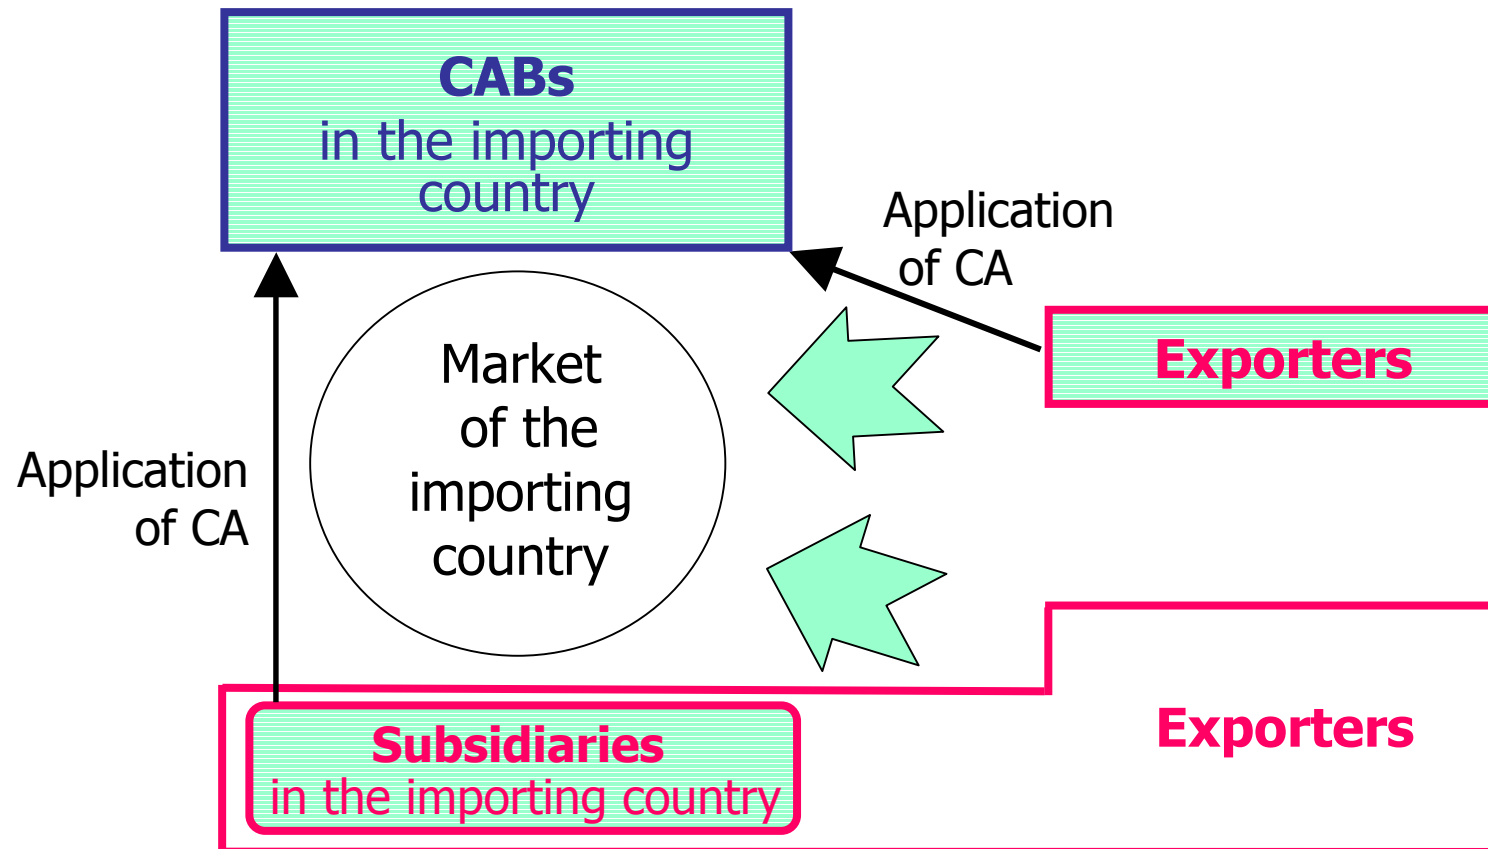 CABs
in the importing
country
Application
of CA
Exporters
Market
of the
importing
country
Application
of CA
Exporters
Subsidiaries
in the importing country